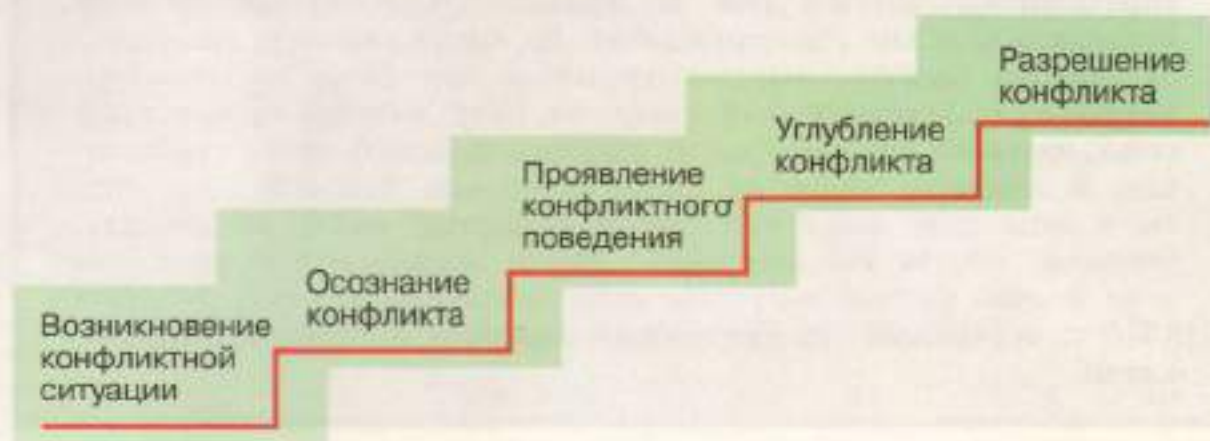 Возникновение
конфликтной
ситуации
Осознание
конфликта
Проявление
конфликтного
поведения
Углубление
конфликта
Разрешение
конфликта